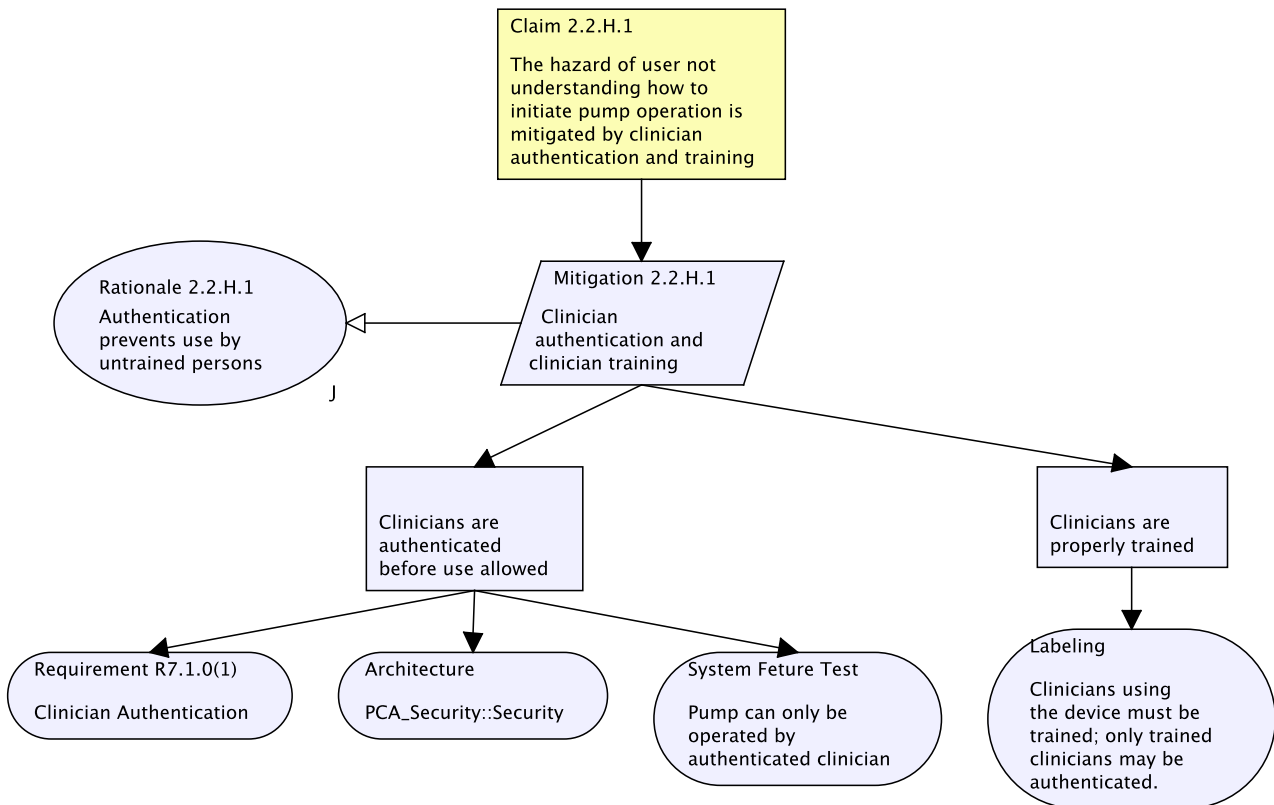 Claim 2.2.H.1
The hazard of user not
understanding how to
initiate pump operation is
mitigated by clinician
authentication and training
Rationale 2.2.H.1
Authentication
prevents use by
untrained persons
J
Mitigation 2.2.H.1
Clinician
authentication and
clinician training
Clinicians are
authenticated
before use allowed
Clinicians are
properly trained
Requirement R7.1.0(1)
Clinician Authentication
Architecture
PCA_Security::Security
System Feture Test
Pump can only be
operated by
authenticated clinician
Labeling
Clinicians using
the device must be
trained; only trained
clinicians may be
authenticated.